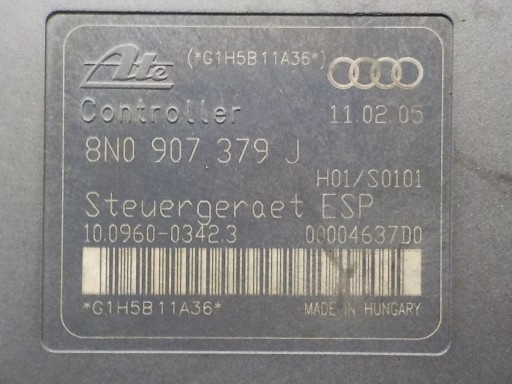 Ate (*G1H5B11A36*)
Controller 11.02.05
8N0 907 379 J
H01/S0101
Steuergeraet ESP
10.0960-0342.3 00004637D0
*G1H5B11A36* MADE IN HUNGARY